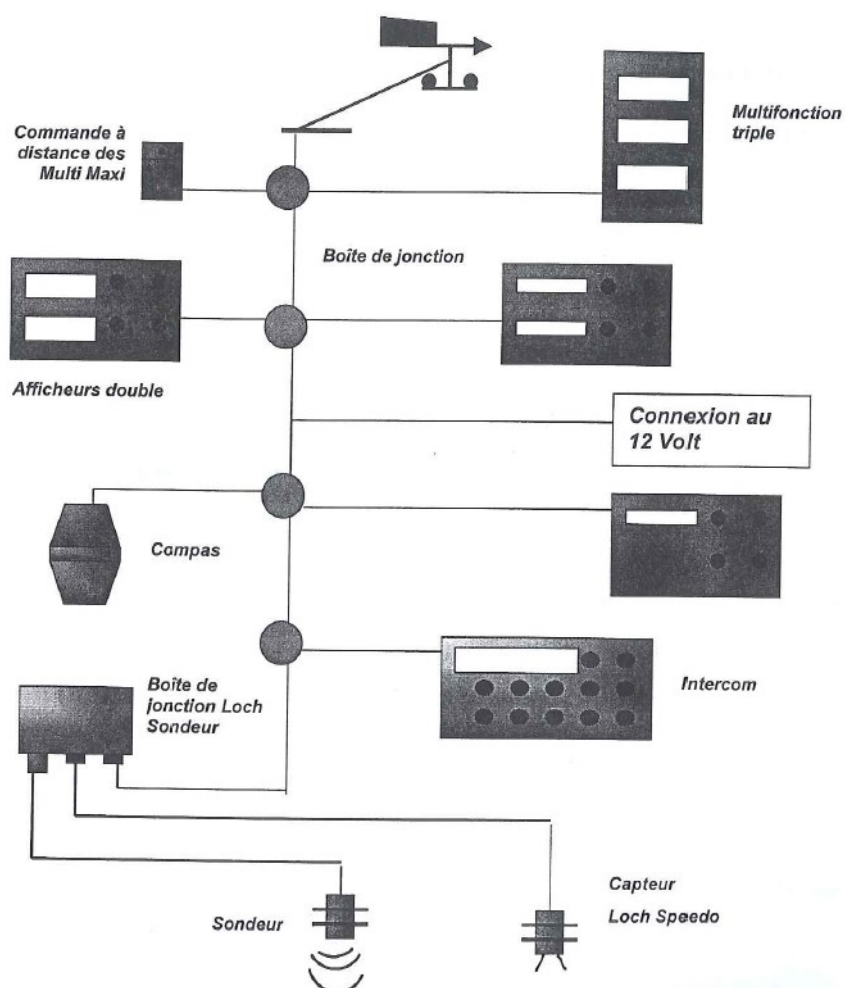 Commande à
distance des
Multi Maxi
Multifonction
triple
Boîte de jonction
Afficheurs double
Connexion au
12 Volt
Compas
Boîte de
jonction Loch
Sondeur
Intercom
Sondeur
Capteur
Loch Speedo